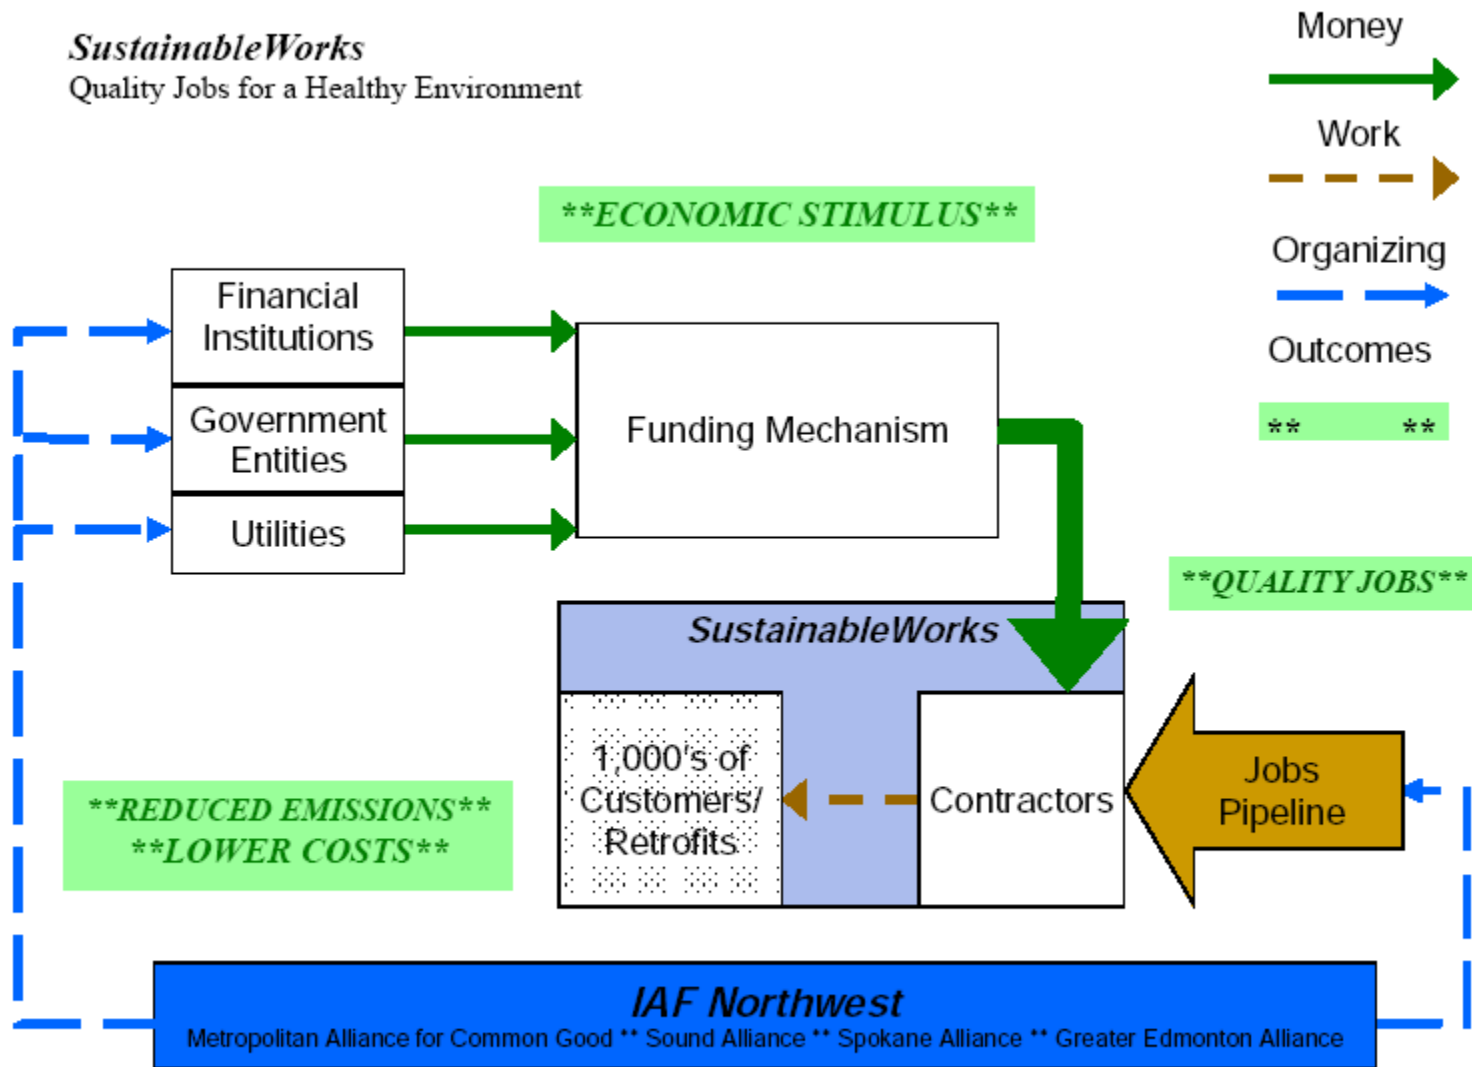 SustainableWorks
Quality Jobs for a Healthy Environment
Money
Work
Organizing
Outcomes
** **
**ECONOMIC STIMULUS**
Financial
Institutions
Government
Entities
Utilities
Funding Mechanism
**QUALITY JOBS**
SustainableWorks
1,000's of
Customers/
Retrofits
Contractors
Jobs
Pipeline
**REDUCED EMISSIONS**
**LOWER COSTS**
IAF Northwest
Metropolitan Alliance for Common Good ** Sound Alliance ** Spokane Alliance ** Greater Edmonton Alliance